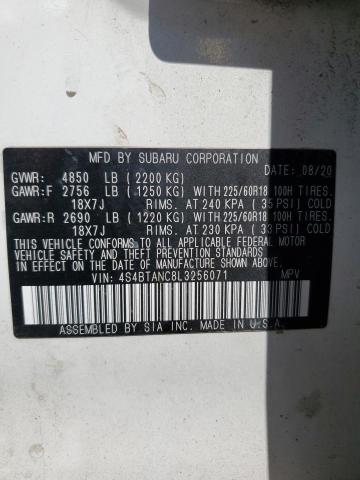 MFD BY SUBARU CORPORATION DATE: 08/20
GVWR: 4850 LB (2200 KG)
GAWR:F 2756 LB (1250 KG) WITH 225/60R18 100H TIRES.
18X7J RIMS. AT 240 KPA (35 PSI) COLD
GAWR:R 2690 LB (1220 KG) WITH 225/60R18 100H TIRES.
18X7J RIMS. AT 230 KPA (33 PSI) COLD
THIS VEHICLE CONFORMS TO ALL APPLICABLE FEDERAL MOTOR
VEHICLE SAFETY AND THEFT PREVENTION STANDARDS IN EFFECT
ON THE DATE OF MANUFACTURE SHOWN ABOVE.
VIN: 4S4BTANC8L3256071 MPV
ASSEMBLED BY SIA INC. MADE IN U.S.A.